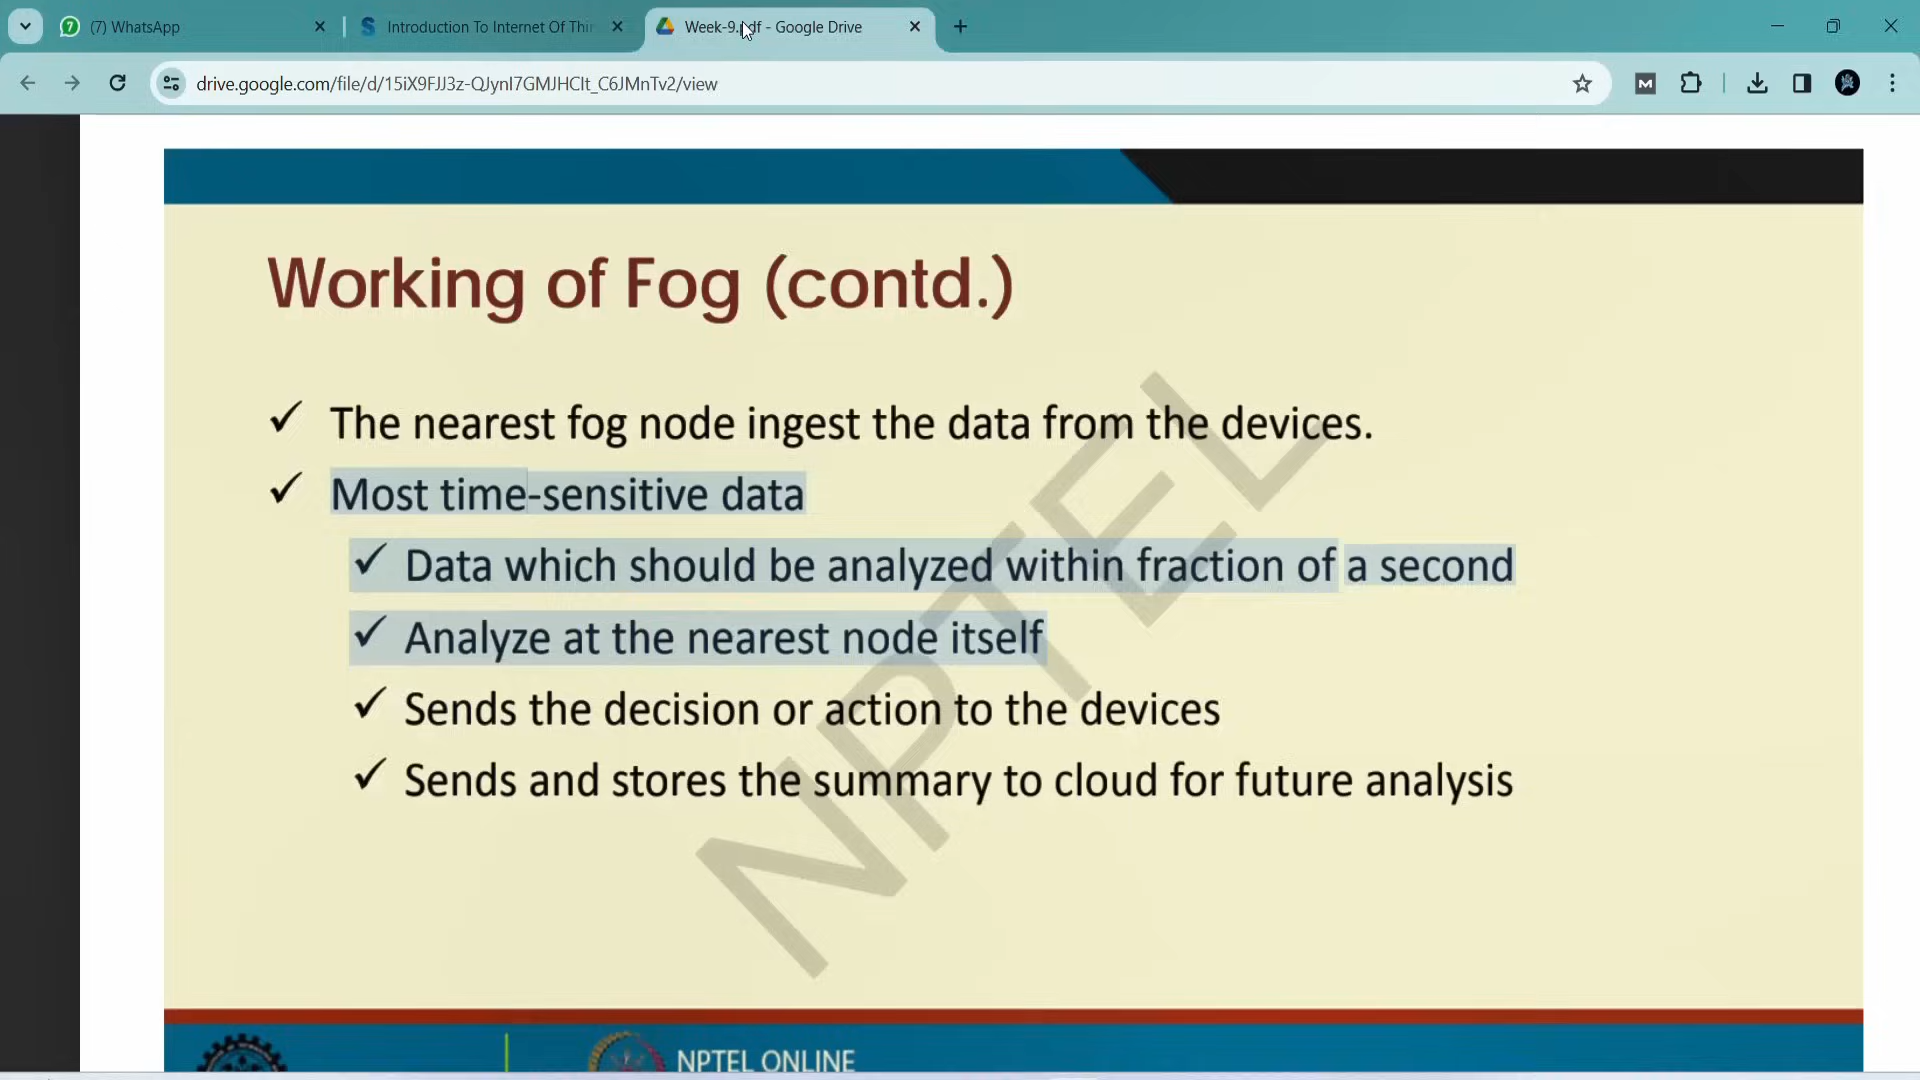 (7) WhatsApp
Introduction To Internet Of Thin
Week-9.pdf - Google Drive
drive.google.com/file/d/15iX9FJJ3z-QJynI7GMJHClt_C6JMnTv2/view
Working of Fog (contd.)
✓ The nearest fog node ingest the data from the devices.
✓ Most time-sensitive data
✓ Data which should be analyzed within fraction of a second
✓ Analyze at the nearest node itself
✓ Sends the decision or action to the devices
✓ Sends and stores the summary to cloud for future analysis
NPTEL
NPTEL ONLINE